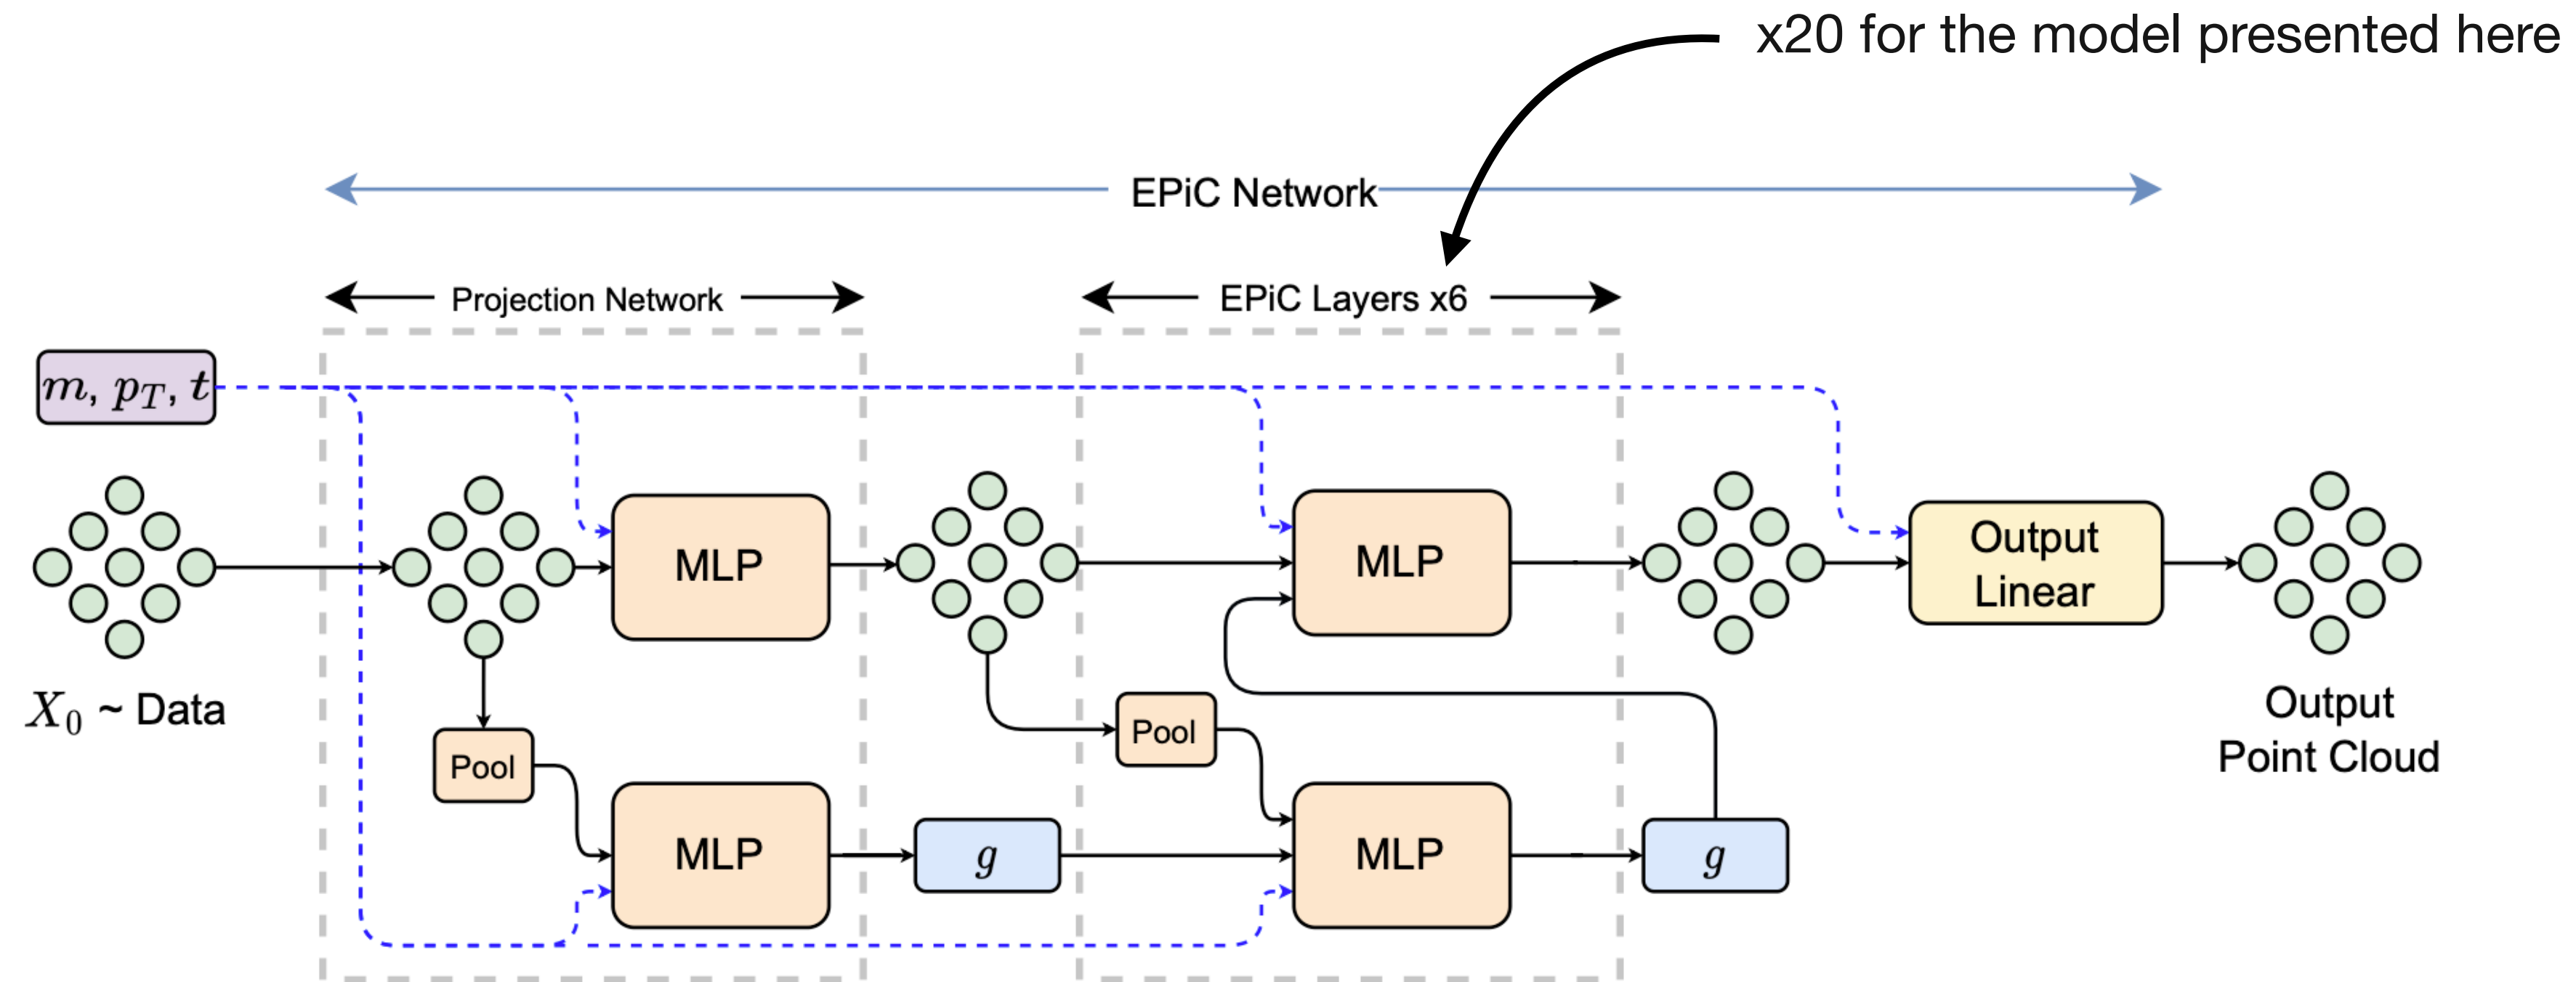 x20 for the model presented here
EPiC Network
Projection Network
EPiC Layers x6
m, p_T, t
MLP
MLP
Output
Linear
X_0 ~ Data
Pool
Pool
Output
Point Cloud
MLP
g
MLP
g